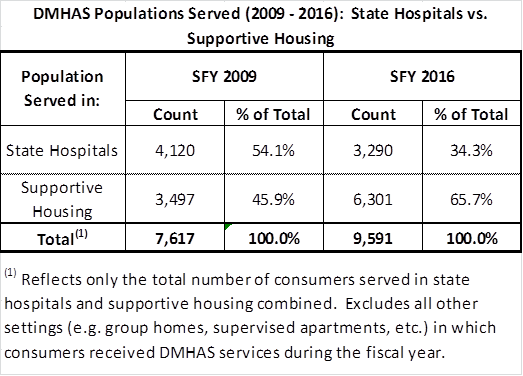 DMHAS Populations Served (2009 - 2016):  State Hospitals vs.
Supportive Housing
Population
Served in:
SFY 2009
SFY 2016
Count
% of Total
Count
% of Total
State Hospitals
4,120
54.1%
3,290
34.3%
Supportive
Housing
3,497
45.9%
6,301
65.7%
Total(1)
7,617
100.0%
9,591
100.0%
(1) Reflects only the total number of consumers served in state
hospitals and supportive housing combined.  Excludes all other
settings (e.g. group homes, supervised apartments, etc.) in which
consumers received DMHAS services during the fiscal year.